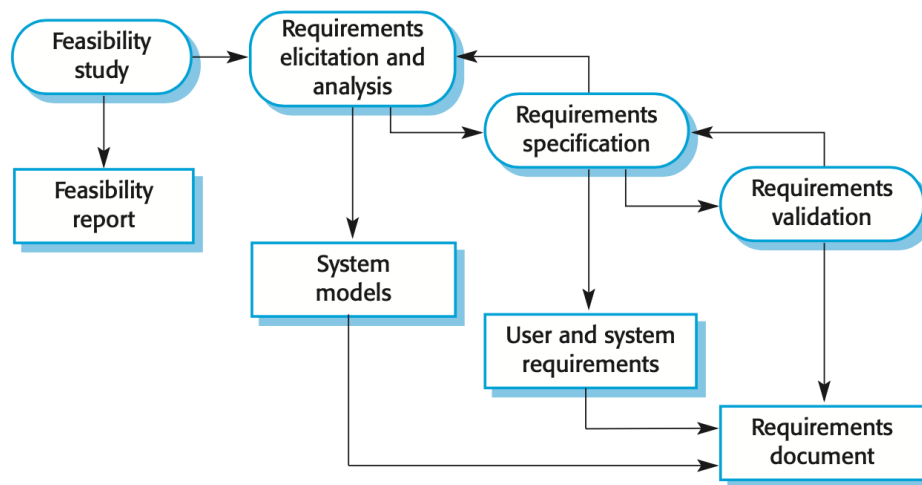 Feasibility
study
Requirements
elicitation and
analysis
Requirements
specification
Requirements
validation
Feasibility
report
System
models
User and system
requirements
Requirements
document